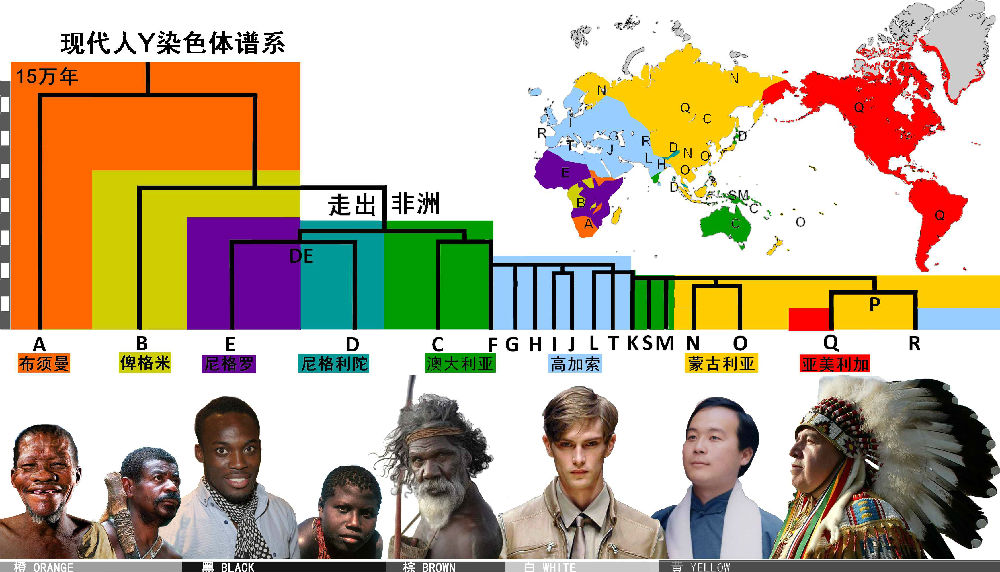 现代人Y染色体谱系
15万年
走出 非洲
DE
P
A B E D C F G H I J L T K S M N O Q R
布须曼 俾格米 尼格罗 尼格利陀 澳大利亚 高加索 蒙古利亚 亚美利加
N
N
Q
C
Q
R
I
G
R
D
T
J
L
H
D
N
O
O
E
D
B
SM
C
A
C
O
Q
橙 ORANGE 黑 BLACK 棕 BROWN 白 WHITE 黄 YELLOW